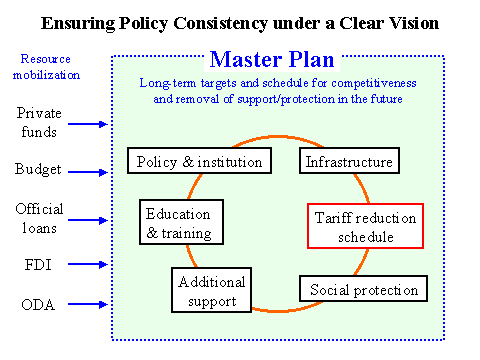 Ensuring Policy Consistency under a Clear Vision
Resource
mobilization
Master Plan
Long-term targets and schedule for competitiveness
and removal of support/protection in the future
Private
funds
Budget
Official
loans
FDI
ODA
Policy & institution
Infrastructure
Education
& training
Tariff reduction
schedule
Additional
support
Social protection